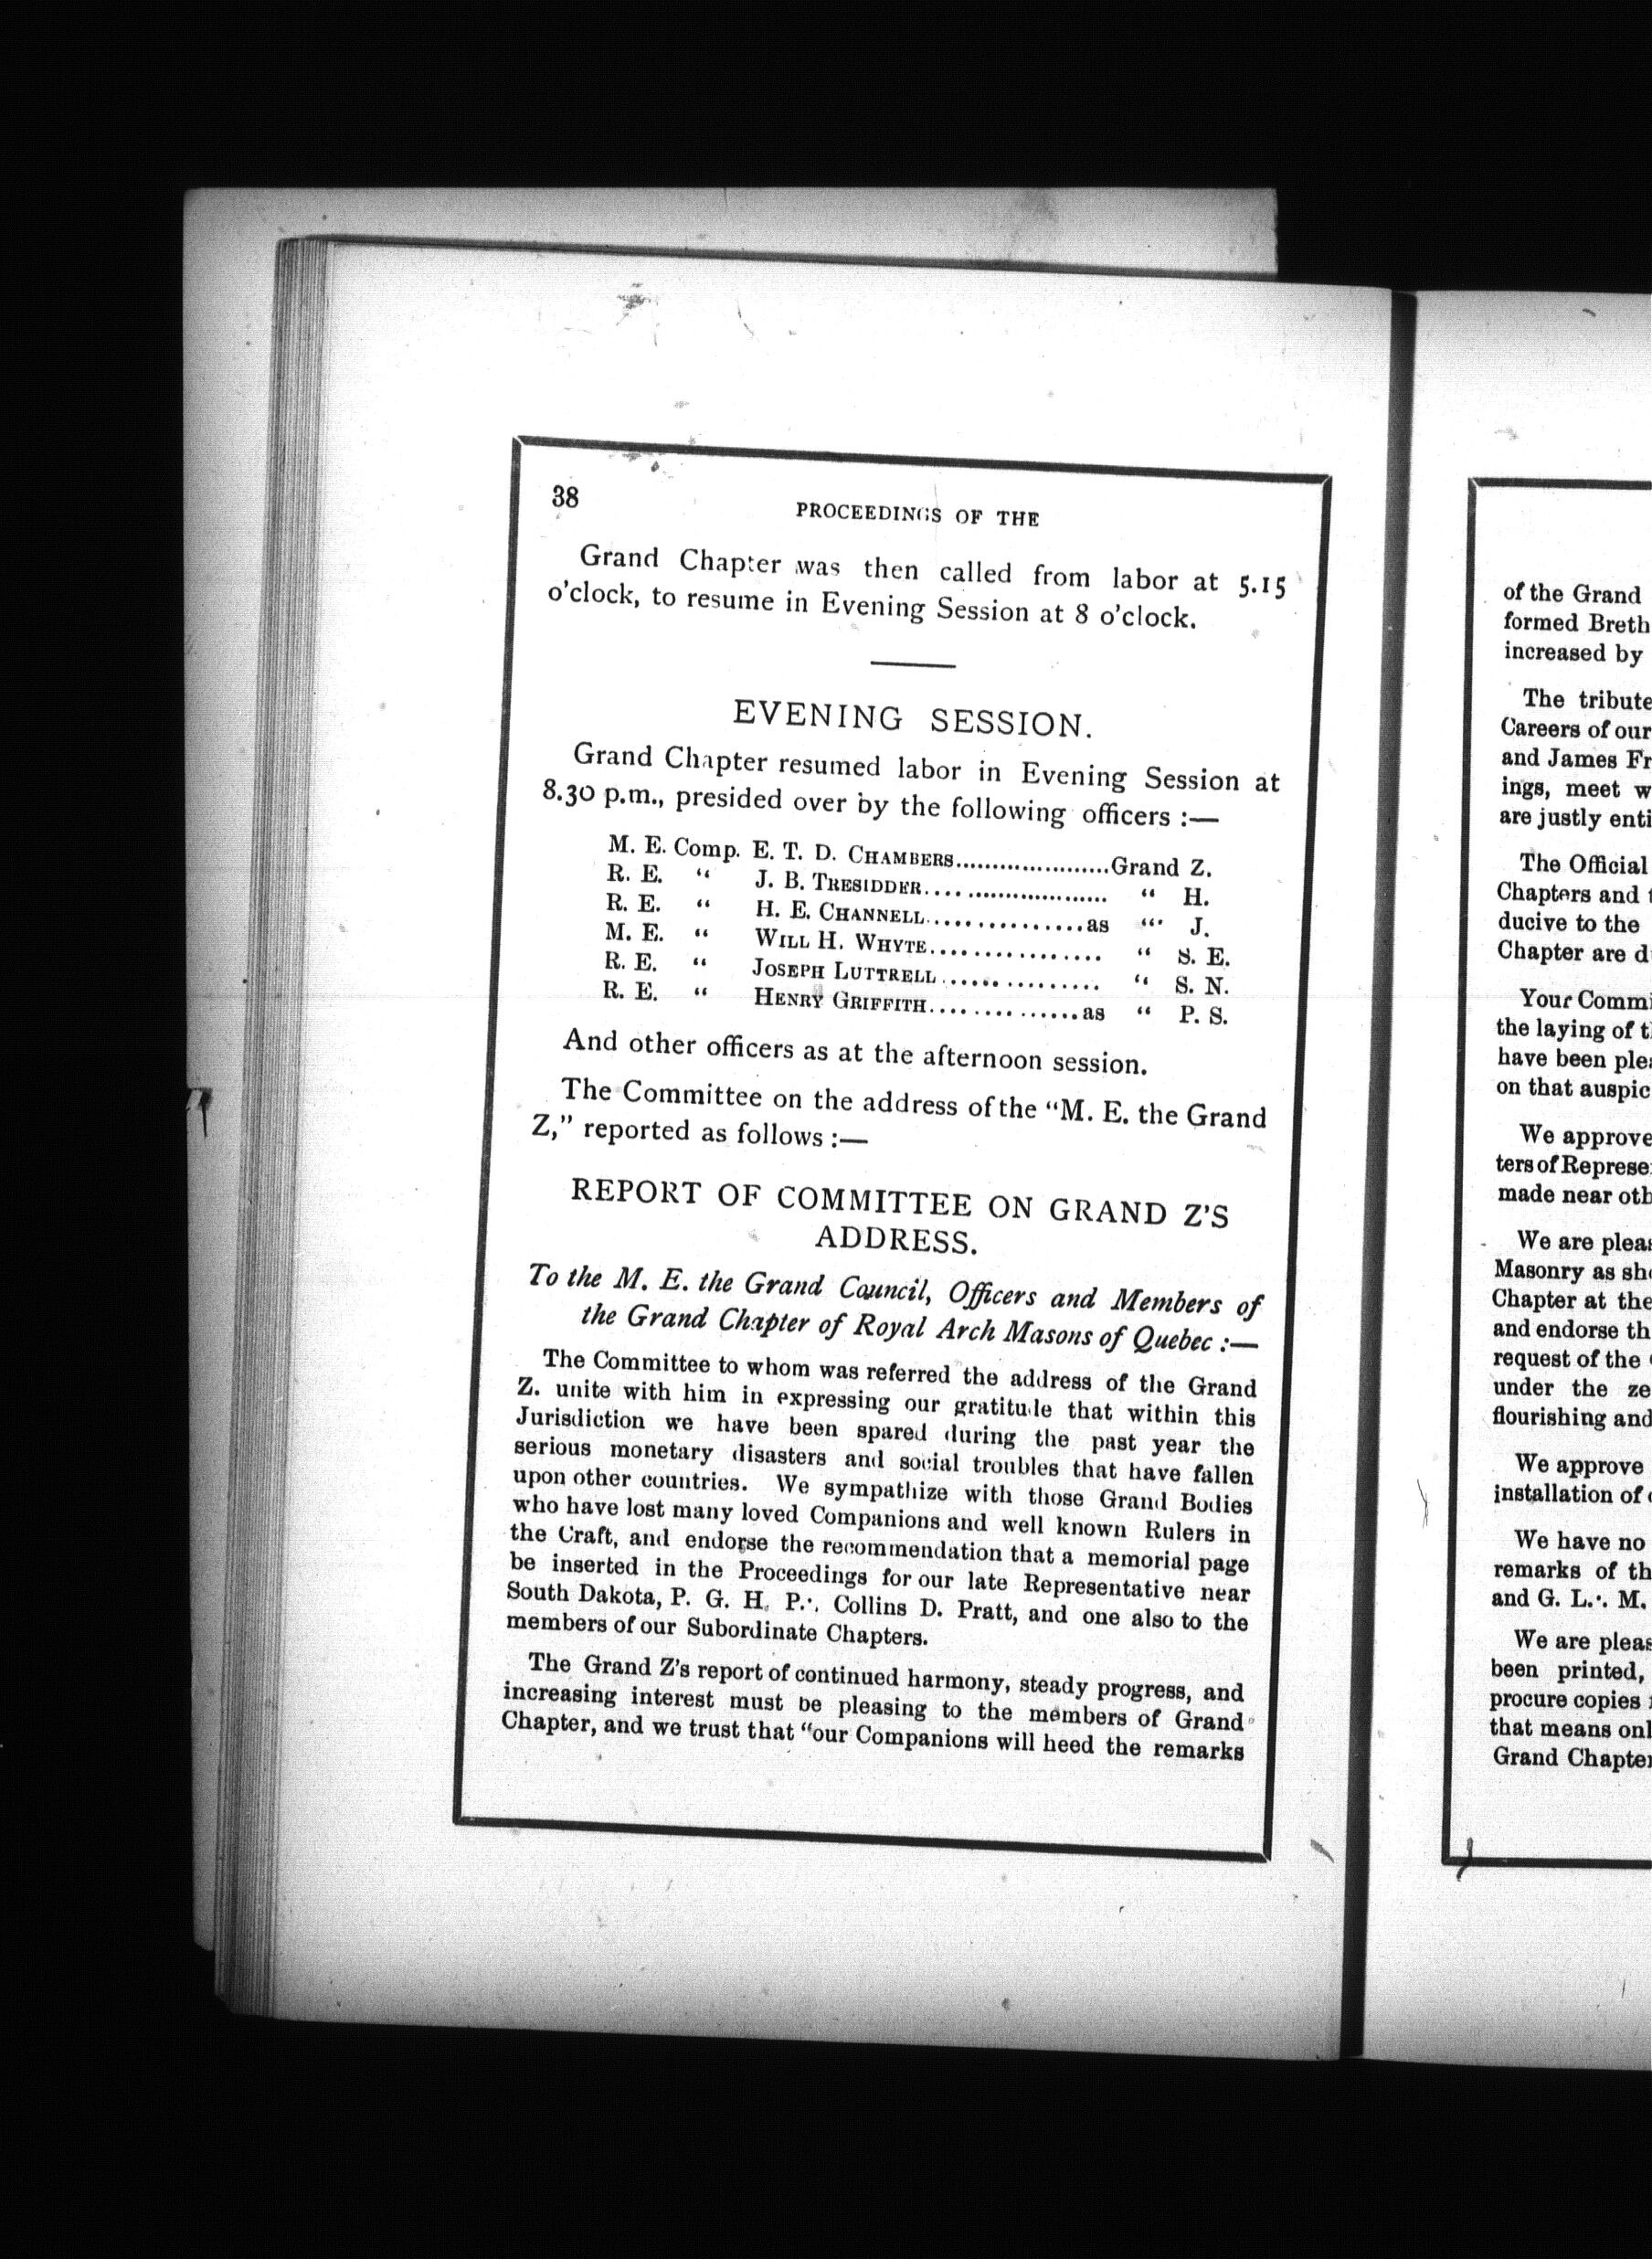 38
PROCEEDINGS OF THE
Grand Chapter was then called from labor at 5.15
o'clock, to resume in Evening Session at 8 o'clock.
EVENING SESSION.
Grand Chapter resumed labor in Evening Session at
8.30 p.m., presided over by the following officers :—
M. E. Comp. E. T. D. CHAMBERS.....................Grand Z.
R. E. “ J. B. TRESIDDER......................... “ H.
R. E. “ H. E. CHANNELL...............as “ J.
M. E. “ WILL H. WHYTE................ “ S. E.
R. E. “ JOSEPH LUTTRELL............... “ S. N.
R. E. “ HENRY GRIFFITH..............as “ P. S.
And other officers as at the afternoon session.
The Committee on the address of the “M. E. the Grand
Z,” reported as follows :—
REPORT OF COMMITTEE ON GRAND Z'S
ADDRESS.
To the M. E. the Grand Council, Officers and Members of
the Grand Chapter of Royal Arch Masons of Quebec :—
The Committee to whom was referred the address of the Grand
Z. unite with him in expressing our gratitude that within this
Jurisdiction we have been spared during the past year the
serious monetary disasters and social troubles that have fallen
upon other countries. We sympathize with those Grand Bodies
who have lost many loved Companions and well known Rulers in
the Craft, and endorse the recommendation that a memorial page
be inserted in the Proceedings for our late Representative near
South Dakota, P. G. H. P.·. Collins D. Pratt, and one also to the
members of our Subordinate Chapters.
The Grand Z's report of continued harmony, steady progress, and
increasing interest must be pleasing to the members of Grand
Chapter, and we trust that “our Companions will heed the remarks
of the Grand
formed Breth
increased by
The tribute
Careers of our
and James Fr
ings, meet w
are justly enti
The Official
Chapters and t
ducive to the
Chapter are d
Your Commi
the laying of t
have been plea
on that auspic
We approve
ters of Represe
made near oth
We are pleas
Masonry as sh
Chapter at the
and endorse th
request of the
under the ze
flourishing and
We approve
installation of
We have no
remarks of th
and G. L.·. M.
We are pleas
been printed,
procure copies
that means onl
Grand Chapter